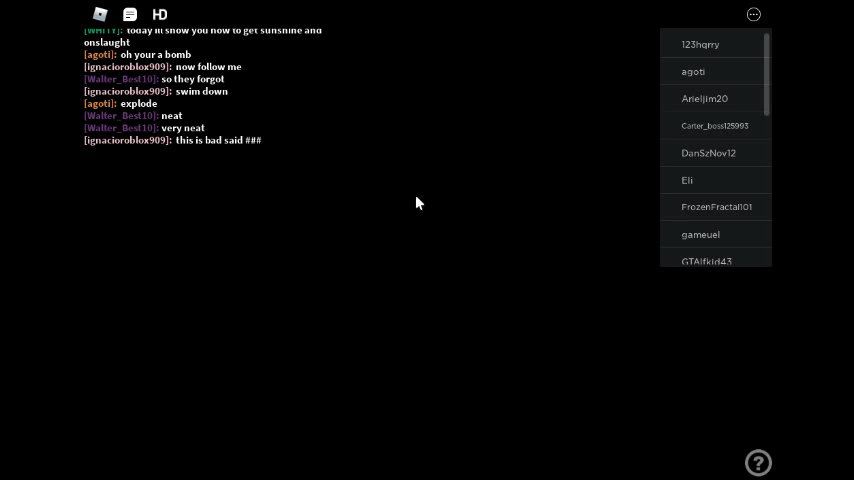 HD
[WHITY]: today ill show you how to get sunshine and
onslaught
[agoti]: oh your a bomb
[ignacioroblox909]: now follow me
[Walter_Best10]: so they forgot
[ignacioroblox909]: swim down
[agoti]: explode
[Walter_Best10]: neat
[Walter_Best10]: very neat
[ignacioroblox909]: this is bad said ###
123hqrry
agoti
Arieljim20
Carter_boss125993
DanSzNov12
Eli
FrozenFractal101
gameuel
GTAlfkid43
?